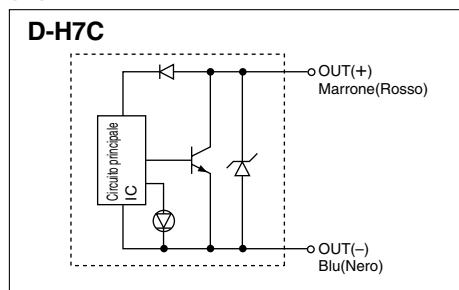 D-H7C
OUT(+)
Marrone(Rosso)
Circuito principale
IC
OUT(–)
Blu(Nero)